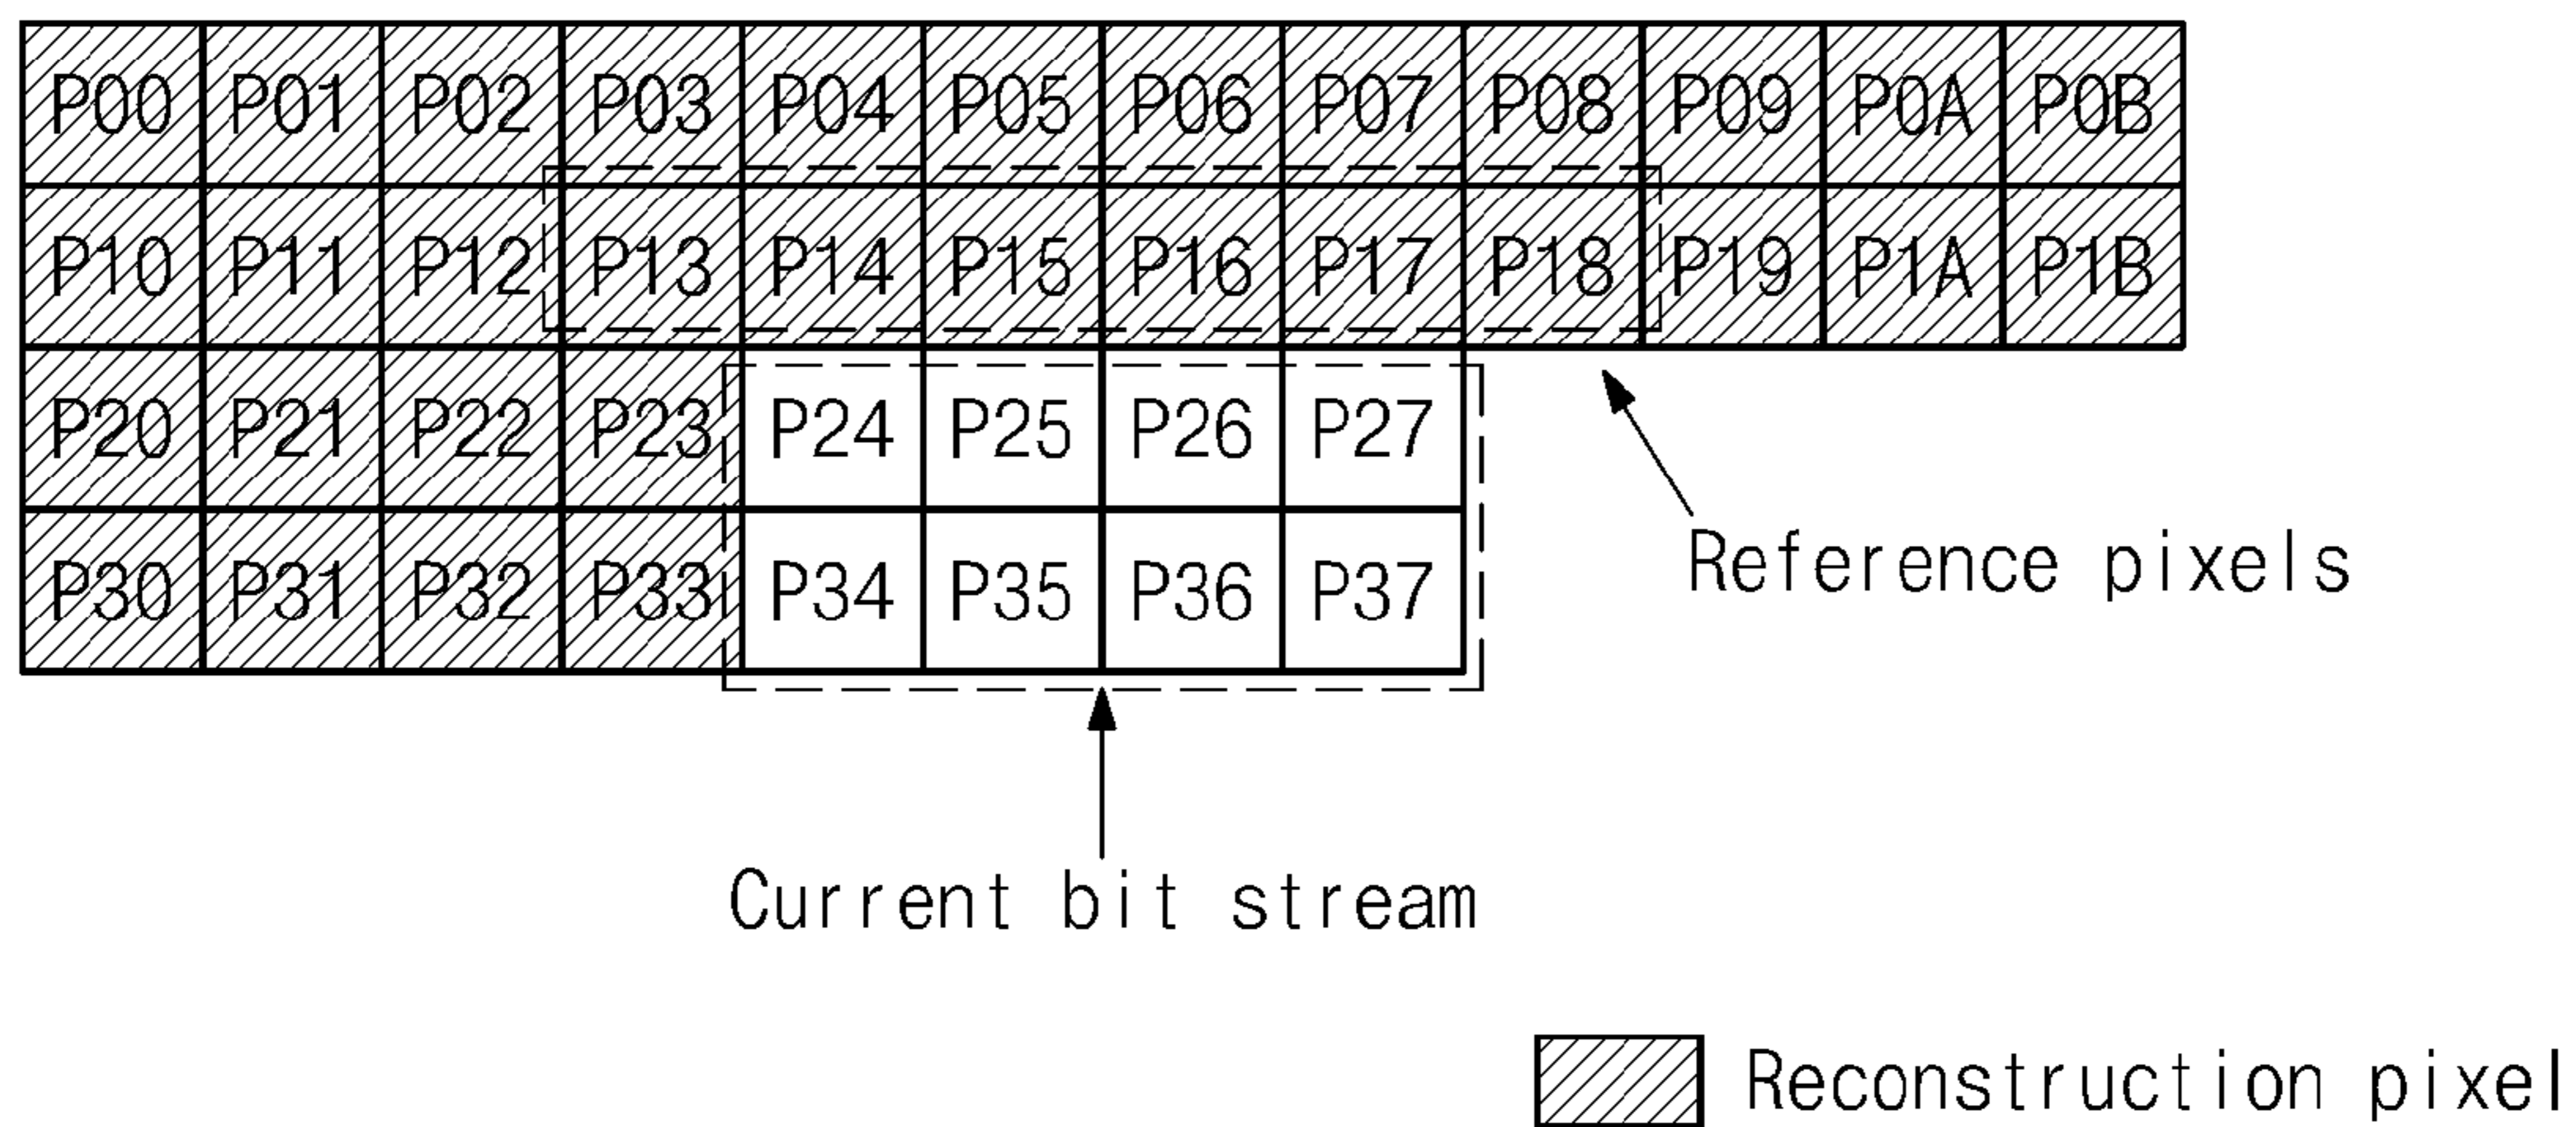 P00 P01 P02 P03 P04 P05 P06 P07 P08 P09 P0A P0B
P10 P11 P12 P13 P14 P15 P16 P17 P18 P19 P1A P1B
P20 P21 P22 P23 P24 P25 P26 P27
P30 P31 P32 P33 P34 P35 P36 P37
Reference pixels
Current bit stream
Reconstruction pixel